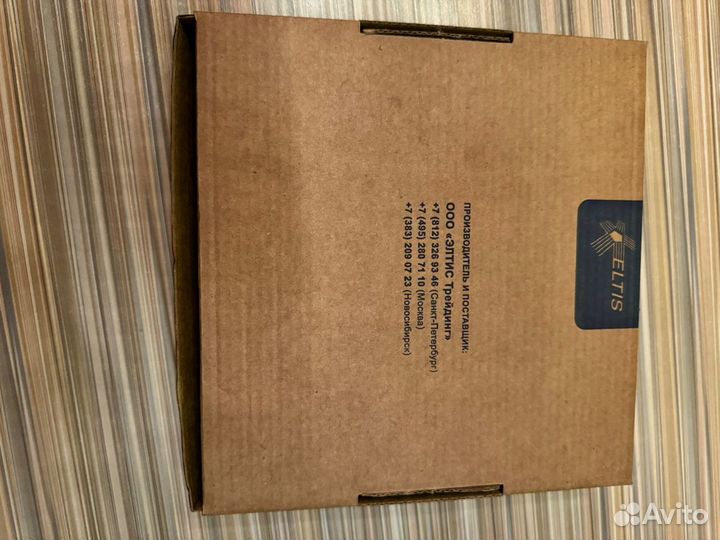 ELTIS
ПРОИЗВОДИТЕЛЬ И ПОСТАВЩИК:
ООО «ЭЛТИС Трейдинг»
+7 (812) 326 93 46 (Санкт-Петербург)
+7 (495) 280 71 10 (Москва)
+7 (383) 209 07 23 (Новосибирск)
Avito